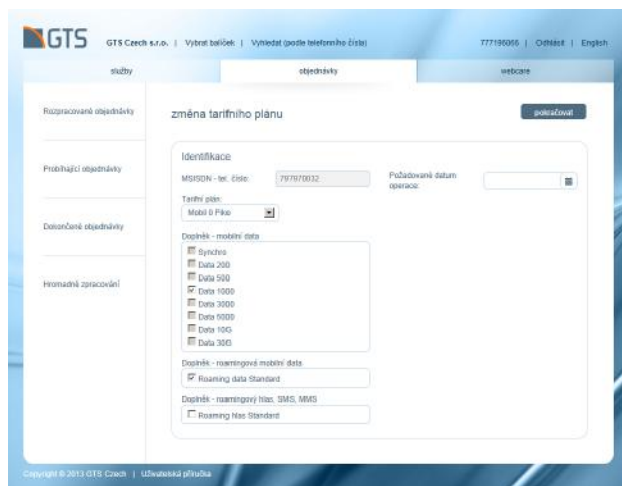 GTS
GTS Czech s.r.o. | Vybrat balíček | Vyhledat (podle telefonního čísla)
777196066 | Odhlásit | English
služby
objednávky
webcare
Rozpracované objednávky
Probíhající objednávky
Dokončené objednávky
Hromadné zpracování
změna tarifního plánu
pokračovat
Identifikace
MSISDN - tel. číslo:
797970032
Požadované datum
operace:
Tarifní plán:
Mobil 0 Pike
Doplněk - mobilní data
Synchro
Data 200
Data 500
Data 1000
Data 3000
Data 5000
Data 10G
Data 30G
Doplněk - roamingová mobilní data
Roaming data Standard
Doplněk - roamingový hlas, SMS, MMS
Roaming hlas Standard
Copyright © 2013 GTS Czech | Uživatelská příručka